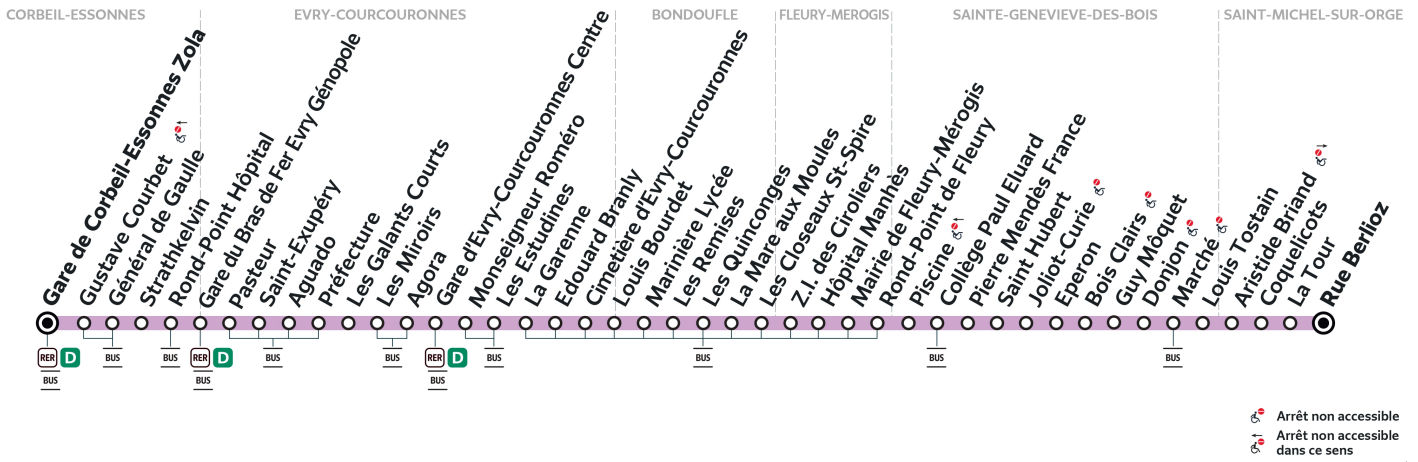 CORBEIL-ESSONNES
EVRY-COURCOURONNES
BONDOUFLE
FLEURY-MEROGIS
SAINTE-GENEVIEVE-DES-BOIS
SAINT-MICHEL-SUR-ORGE
Gare de Corbeil-Essonnes Zola
Gustave Courbet
Général de Gaulle
Strathkelvin
Rond-Point Hôpital
Gare du Bras de Fer Evry Génopole
Pasteur
Saint-Exupéry
Aguado
Préfecture
Les Galants Courts
Les Miroirs
Agora
Gare d'Evry-Courcouronnes Centre
Monseigneur Roméro
Les Estudines
La Garenne
Edouard Branly
Cimetière d'Evry-Courcouronnes
Louis Bourdet
Marinière Lycée
Les Remises
Les Quinconges
La Mare aux Moules
Les Closeaux St-Spire
Z.I. des Ciroliers
Hôpital Manhès
Mairie de Fleury-Mérogis
Rond-Point de Fleury
Piscine
Collège Paul Eluard
Pierre Mendès France
Saint Hubert
Joliot-Curie
Eperon
Bois Clairs
Guy Môquet
Donjon
Marché
Louis Tostain
Aristide Briand
Coquelicots
La Tour
Rue Berlioz
RER D
BUS
BUS
BUS
RER D
BUS
BUS
BUS
RER D
BUS
BUS
BUS
BUS
BUS
Arrêt non accessible
Arrêt non accessible
dans ce sens